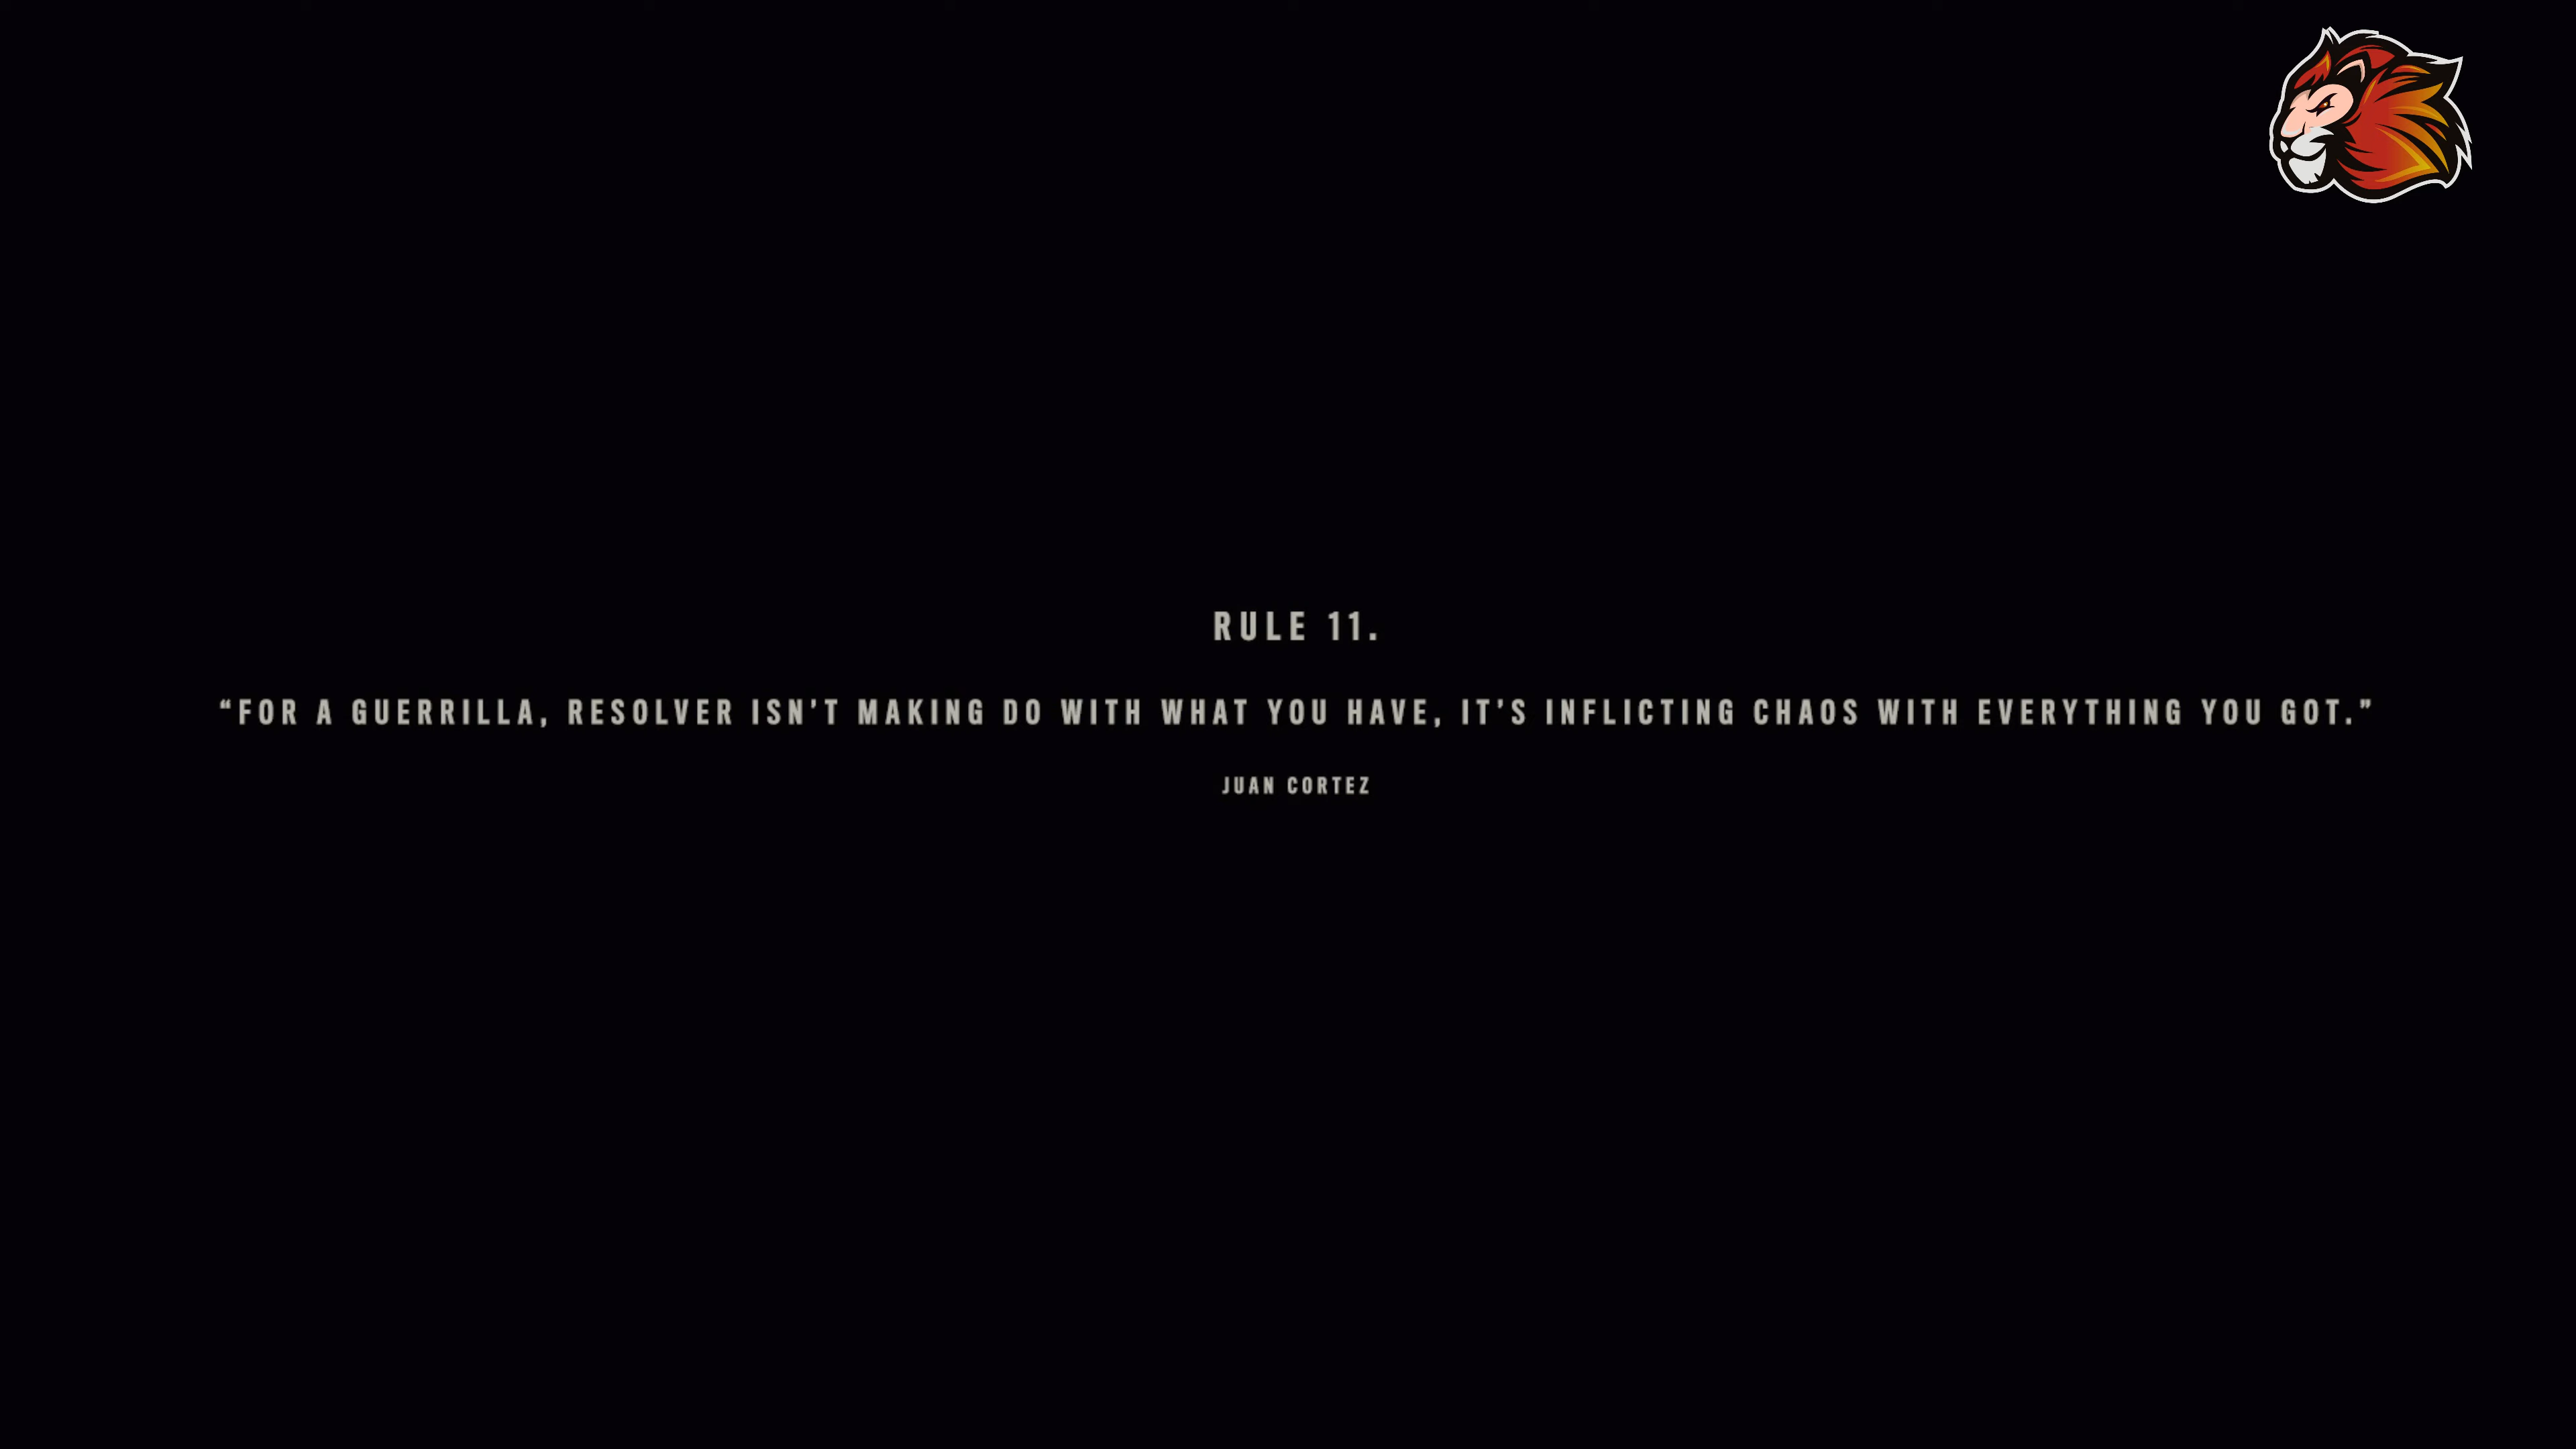 RULE 11.
“FOR A GUERRILLA, RESOLVER ISN’T MAKING DO WITH WHAT YOU HAVE, IT’S INFLICTING CHAOS WITH EVERYTHING YOU GOT.”
JUAN CORTEZ